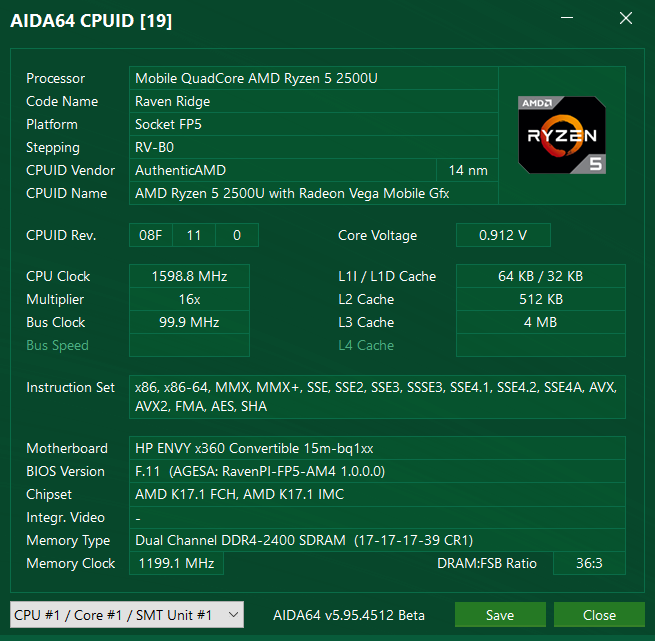 AIDA64 CPUID [19]
Processor Mobile QuadCore AMD Ryzen 5 2500U
Code Name Raven Ridge
Platform Socket FP5
Stepping RV-B0
CPUID Vendor AuthenticAMD 14 nm
CPUID Name AMD Ryzen 5 2500U with Radeon Vega Mobile Gfx
AMD
RYZEN
5
CPUID Rev. 08F 11 0 Core Voltage 0.912 V
CPU Clock 1598.8 MHz L1I / L1D Cache 64 KB / 32 KB
Multiplier 16x L2 Cache 512 KB
Bus Clock 99.9 MHz L3 Cache 4 MB
Bus Speed L4 Cache
Instruction Set x86, x86-64, MMX, MMX+, SSE, SSE2, SSE3, SSSE3, SSE4.1, SSE4.2, SSE4A, AVX,
AVX2, FMA, AES, SHA
Motherboard HP ENVY x360 Convertible 15m-bq1xx
BIOS Version F.11 (AGESA: RavenPI-FP5-AM4 1.0.0.0)
Chipset AMD K17.1 FCH, AMD K17.1 IMC
Integr. Video -
Memory Type Dual Channel DDR4-2400 SDRAM (17-17-17-39 CR1)
Memory Clock 1199.1 MHz DRAM:FSB Ratio 36:3
CPU #1 / Core #1 / SMT Unit #1 AIDA64 v5.95.4512 Beta Save Close